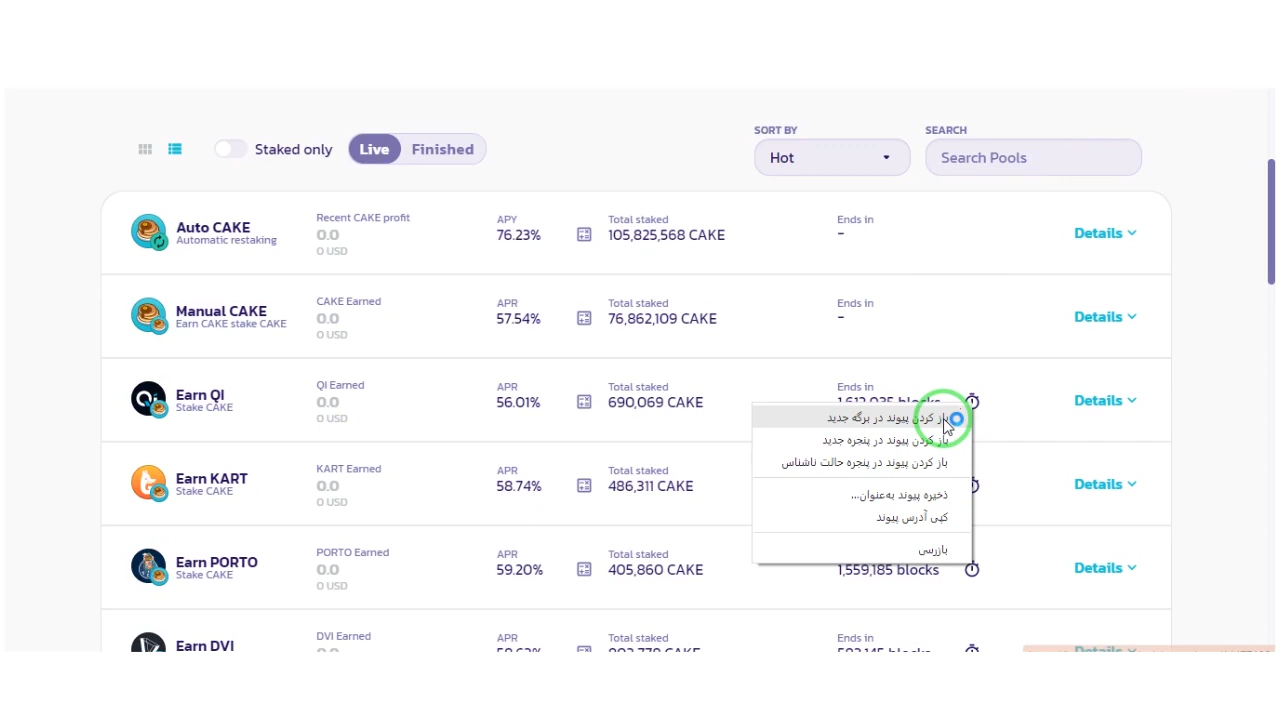 Staked only
Live
Finished
SORT BY
Hot
SEARCH
Search Pools
Auto CAKE
Automatic restaking
Recent CAKE profit
0.0
0 USD
APY
76.23%
Total staked
105,825,568 CAKE
Ends in
-
Details
Manual CAKE
Earn CAKE stake CAKE
CAKE Earned
0.0
0 USD
APR
57.54%
Total staked
76,862,109 CAKE
Ends in
-
Details
Earn QI
Stake CAKE
QI Earned
0.0
0 USD
APR
56.01%
Total staked
690,069 CAKE
Ends in
Details
باز کردن پیوند در برگه جدید
باز کردن پیوند در پنجره جدید
باز کردن پیوند در پنجره حالت ناشناس
ذخیره پیوند به‌عنوان...
کپی آدرس پیوند
بازرسی
Earn KART
Stake CAKE
KART Earned
0.0
0 USD
APR
58.74%
Total staked
486,311 CAKE
Details
Earn PORTO
Stake CAKE
PORTO Earned
0.0
0 USD
APR
59.20%
Total staked
405,860 CAKE
1,559,185 blocks
Details
Earn DVI
DVI Earned
APR
Total staked
Ends in
Details